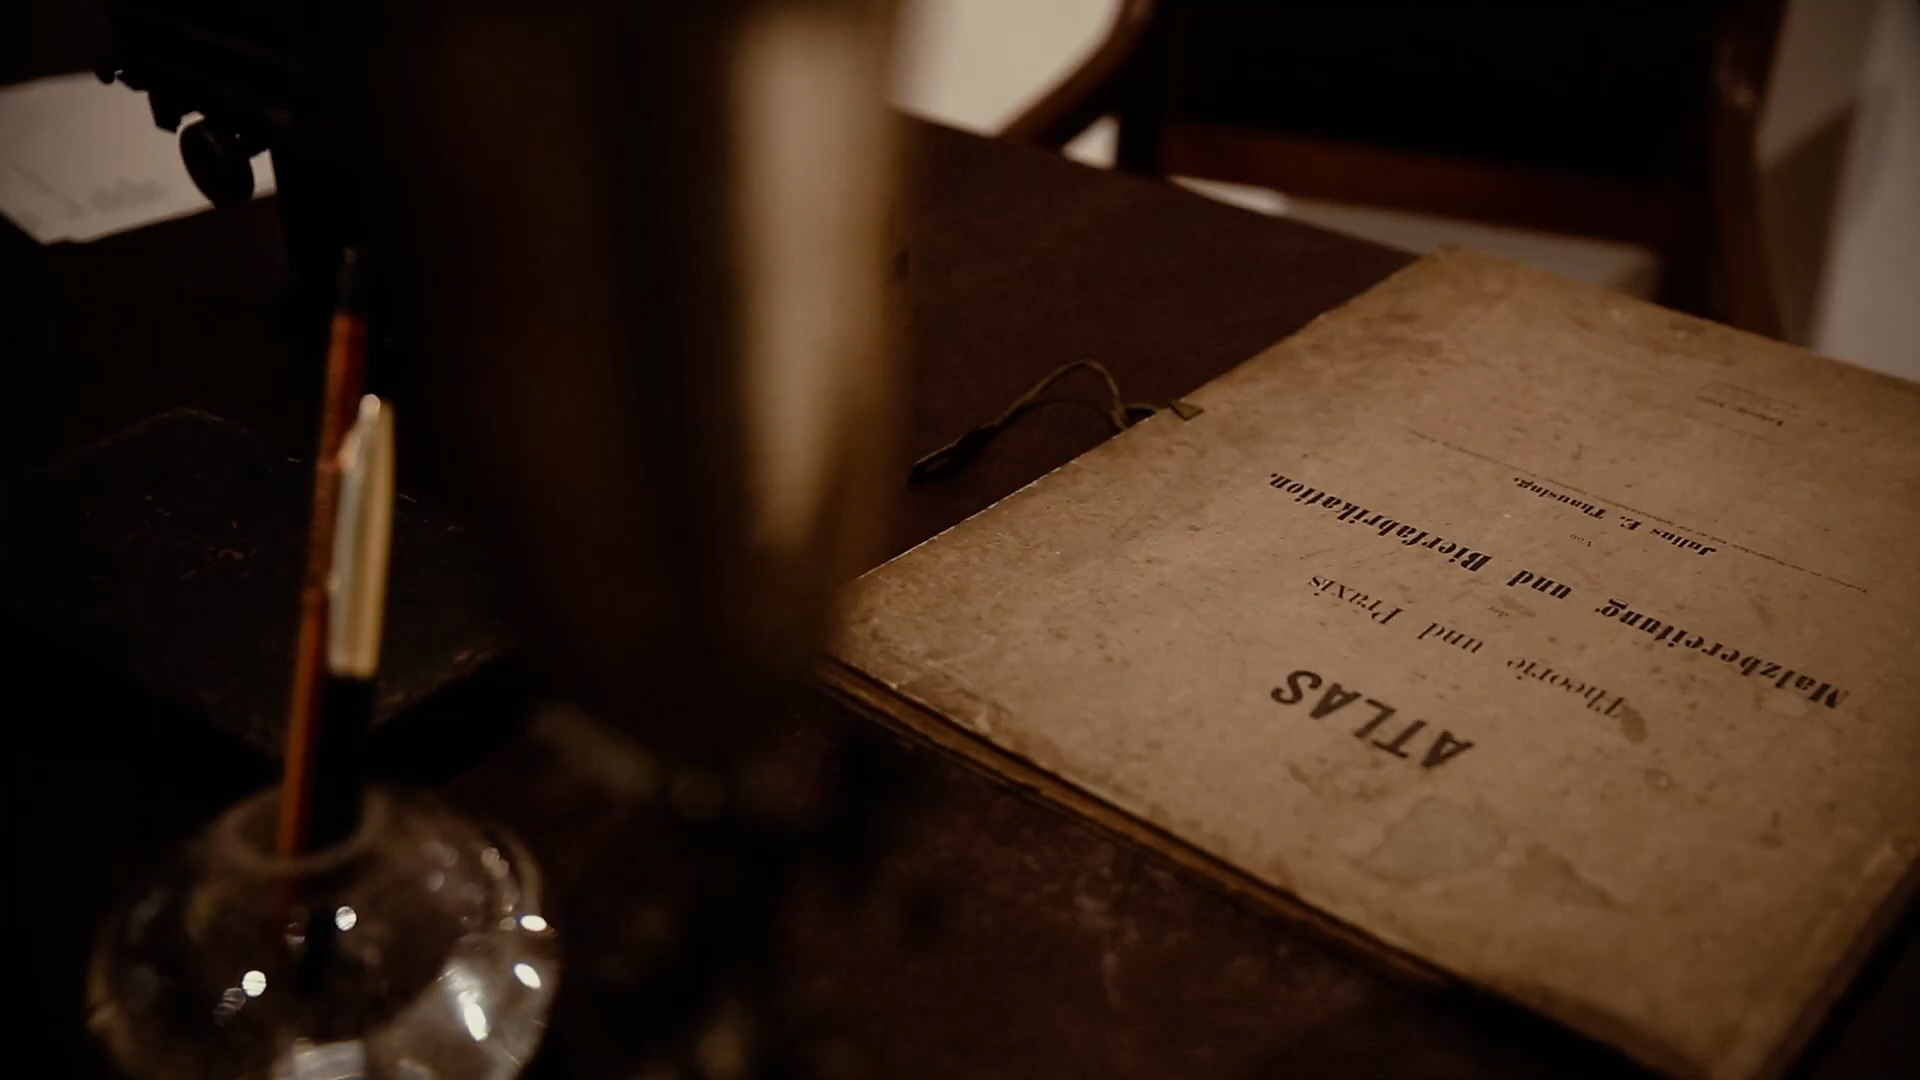 ATLAS
Theorie und Praxis
der
Malzbereitung und Bierfabrikation.
Von
Julius E. Thausing,